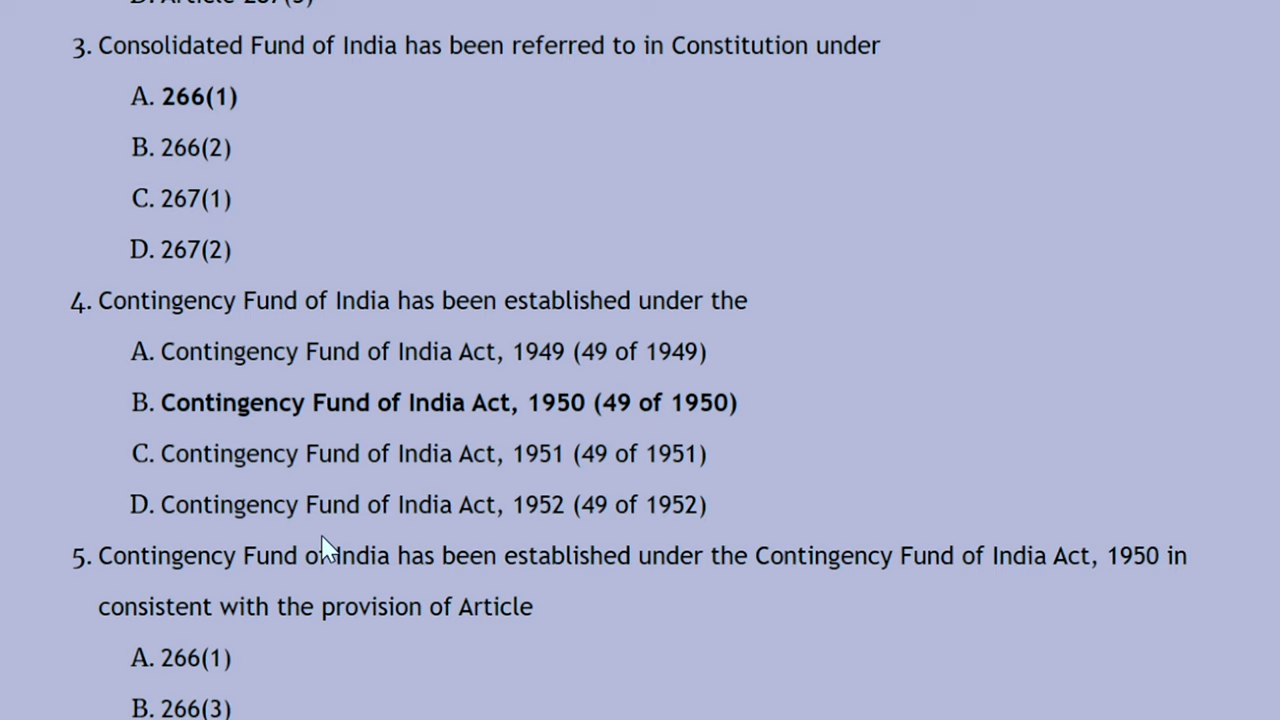 D. Article 267(3)
3. Consolidated Fund of India has been referred to in Constitution under
A. 266(1)
B. 266(2)
C. 267(1)
D. 267(2)
4. Contingency Fund of India has been established under the
A. Contingency Fund of India Act, 1949 (49 of 1949)
B. Contingency Fund of India Act, 1950 (49 of 1950)
C. Contingency Fund of India Act, 1951 (49 of 1951)
D. Contingency Fund of India Act, 1952 (49 of 1952)
5. Contingency Fund of India has been established under the Contingency Fund of India Act, 1950 in
consistent with the provision of Article
A. 266(1)
B. 266(3)